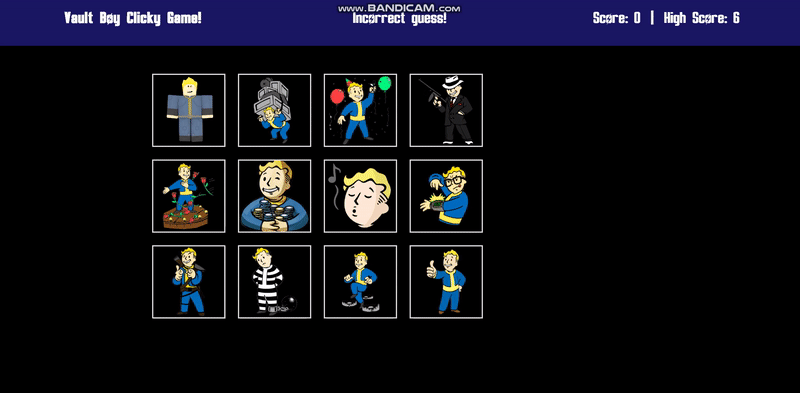 www.BANDICAM.com
Vault Boy Clicky Game!
Incorrect guess!
Score: 0 | High Score: 6